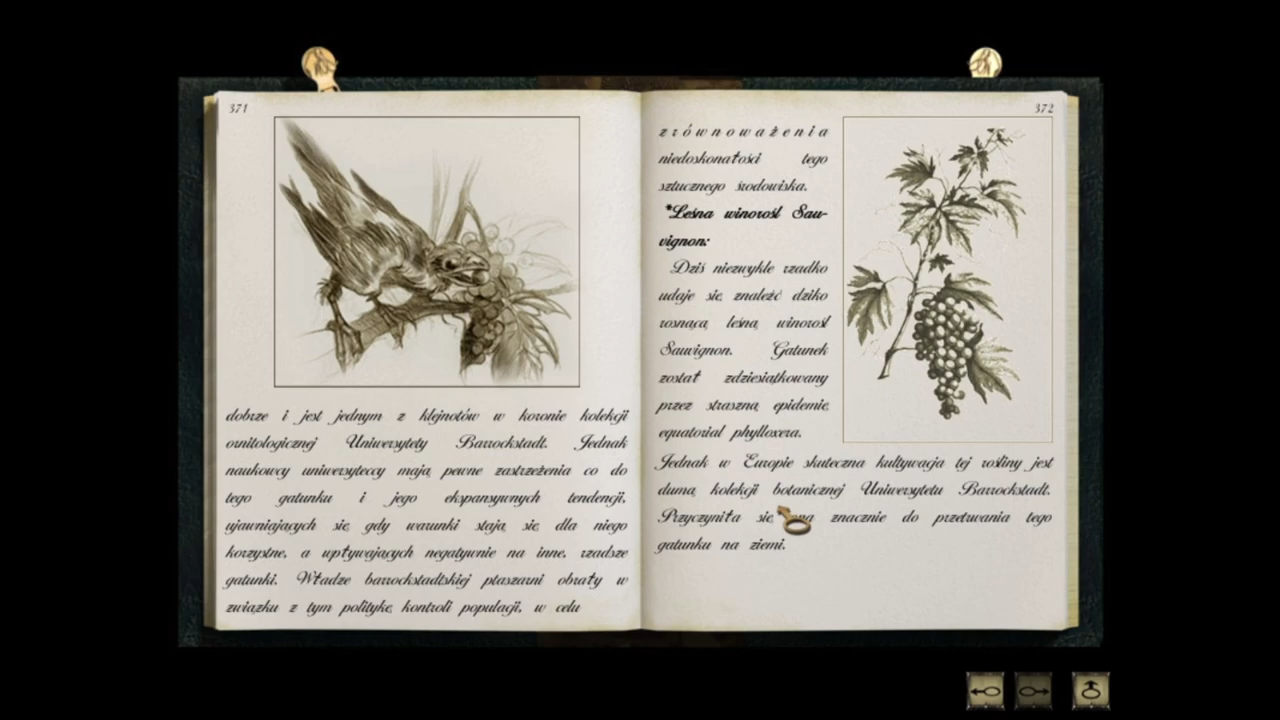 371
dobrze i jest jednym z klejnotów w koronie kolekcji
ornitologicznej Uniwersytety Barrockstadt. Jednak
naukowcy uniwersyteccy mają pewne zastrzeżenia co do
tego gatunku i jego ekspansywnych tendencji,
ujawniających się, gdy warunki stają się dla niego
korzystne, a wpływających negatywnie na inne, rzadsze
gatunki. Władze barrockstadtskiej ptaszarni obrały w
związku z tym politykę kontroli populacji, w celu
372
zrównoważenia
niedoskonałości tego
sztucznego środowiska.
*Leśna winorośl Sau-
vignon:
Dziś niezwykle rzadko
udaje się znaleźć dziko
rosnącą leśną winorośl
Sauvignon. Gatunek
został zdziesiątkowany
przez straszną epidemię
equatorial phylloxera.
Jednak w Europie skuteczna kultywacja tej rośliny jest
dumą kolekcji botanicznej Uniwersytetu Barrockstadt.
Przyczyniła się znacznie do przetrwania tego
gatunku na ziemi.